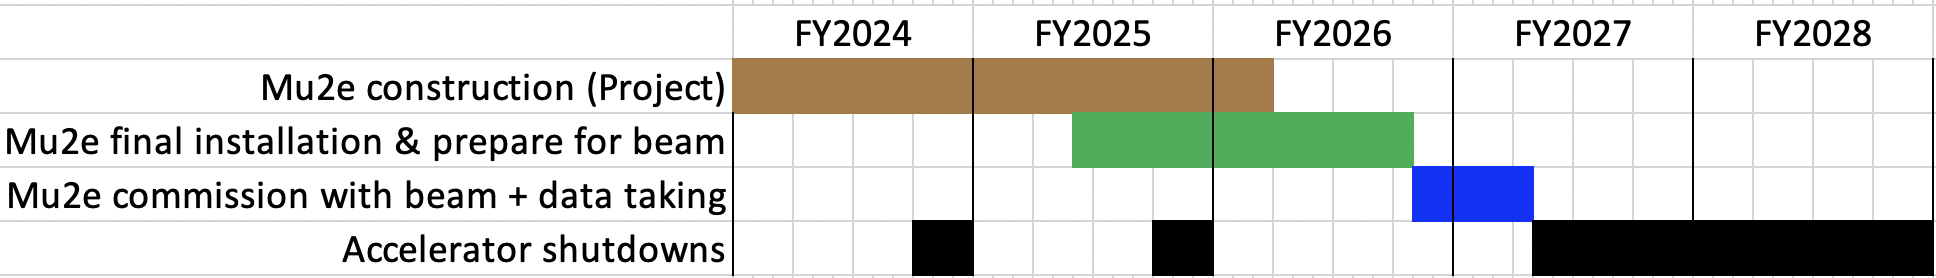 FY2024 FY2025 FY2026 FY2027 FY2028
Mu2e construction (Project)
Mu2e final installation & prepare for beam
Mu2e commission with beam + data taking
Accelerator shutdowns